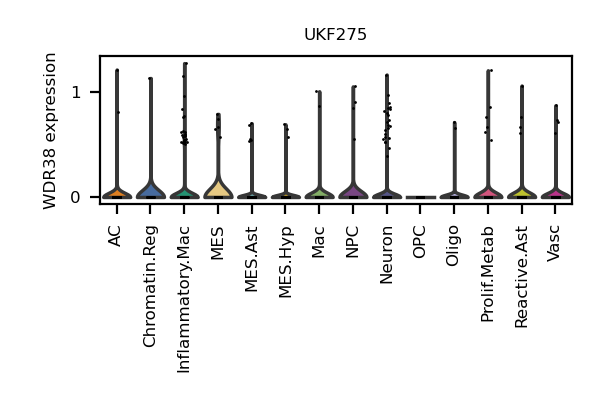 UKF275
WDR38 expression
1
0
AC
Chromatin.Reg
Inflammatory.Mac
MES
MES.Ast
MES.Hyp
Mac
NPC
Neuron
OPC
Oligo
Prolif.Metab
Reactive.Ast
Vasc